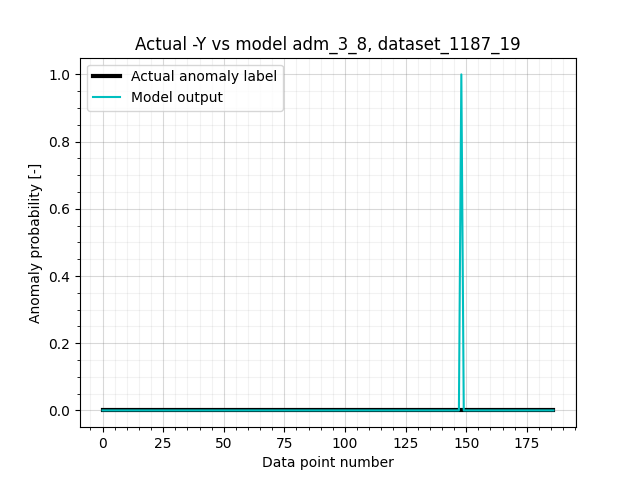 Actual -Y vs model adm_3_8, dataset_1187_19
Actual anomaly label
Model output
1.0
0.8
0.6
0.4
0.2
0.0
Anomaly probability [-]
0 25 50 75 100 125 150 175
Data point number